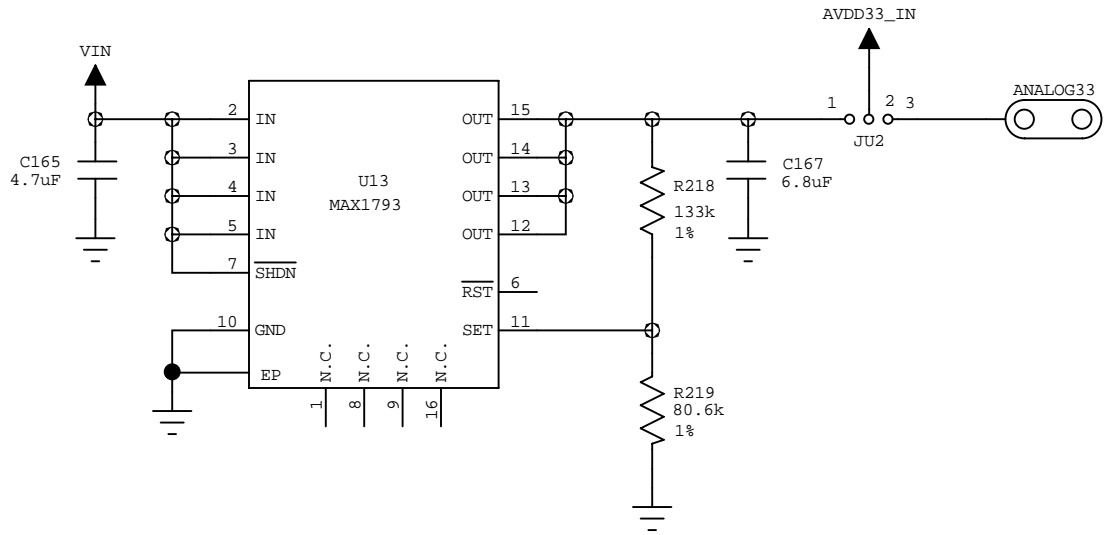 AVDD33_IN
VIN
ANALOG33
2 IN
OUT 15
1
2
3
JU2
3 IN
OUT 14
C165
4.7uF
C167
6.8uF
U13
MAX1793
R218
133k
1%
4 IN
OUT 13
5 IN
OUT 12
7 SHDN
RST 6
10 GND
SET 11
EP
N.C. N.C. N.C. N.C.
1 8 9 16
R219
80.6k
1%